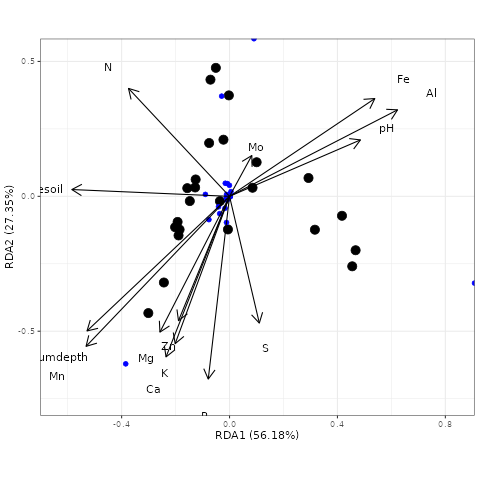 N
Fe
Al
0.5
pH
Mo
esoil
0.0
RDA2 (27.35%)
-0.5
Zn
S
umdepth
Mg
Mn
K
Ca
-0.4
0.0
0.4
0.8
RDA1 (56.18%)